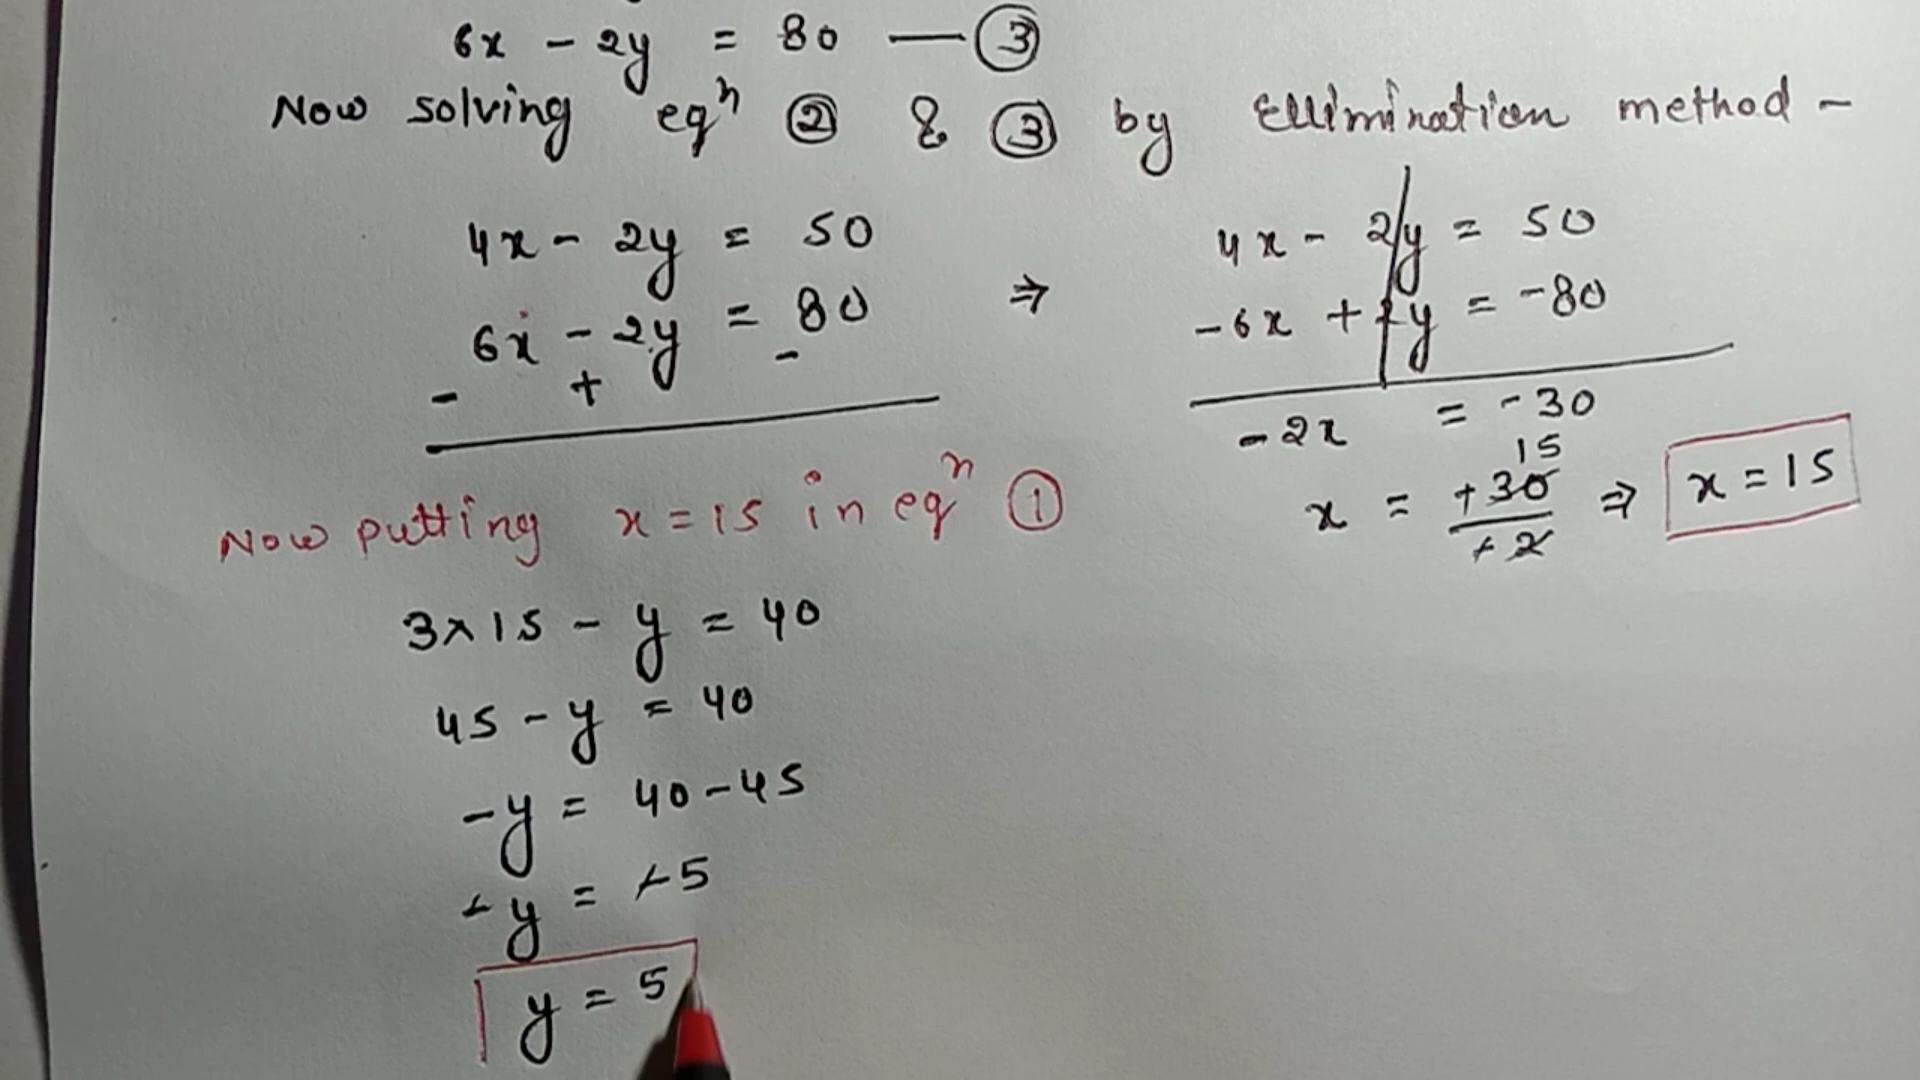 6x - 2y = 80 — ③
Now solving eqⁿ ② & ③ by Ellimination method -
4x - 2y = 50
6x - 2y = 80
- + -
⇒
4x - 2y = 50
-6x + 2y = -80
-2x = -30
15
x = +30/+2 ⇒ x = 15
Now putting x = 15 in eqⁿ ①
3×15 - y = 40
45 - y = 40
-y = 40-45
-y = -5
y = 5